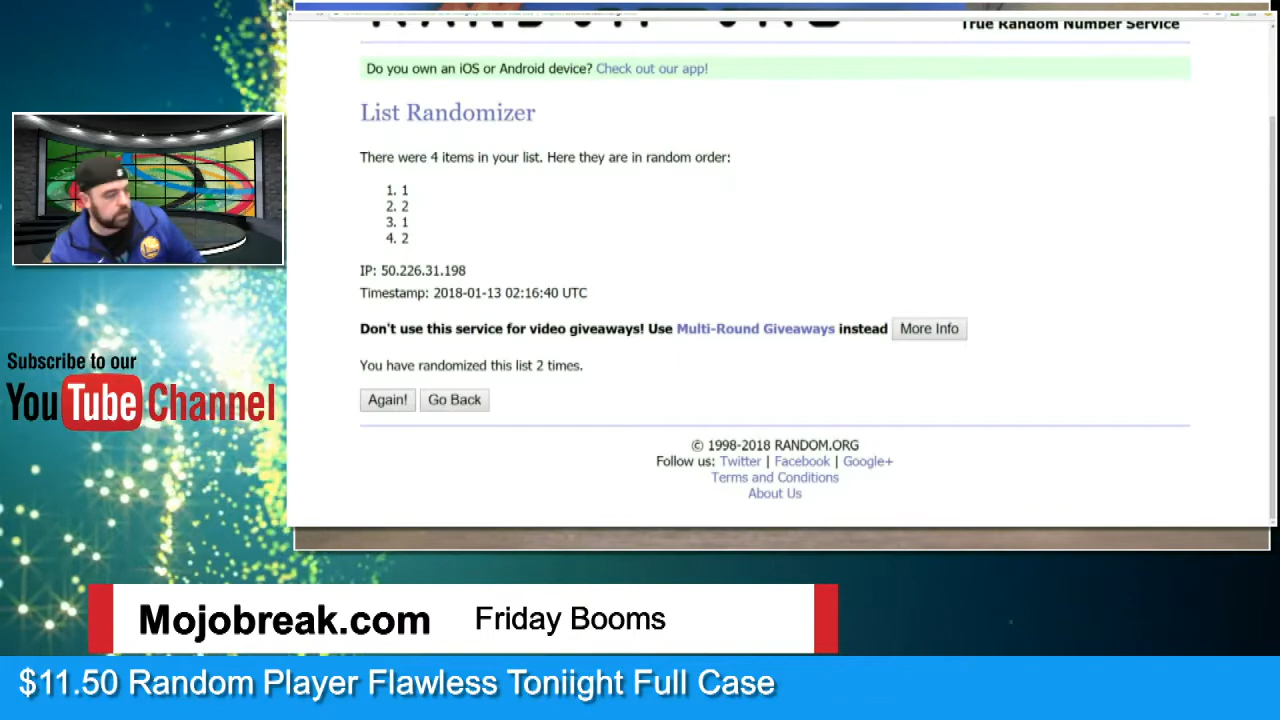 True Random Number Service
Do you own an iOS or Android device? Check out our app!
List Randomizer
There were 4 items in your list. Here they are in random order:
1. 1
2. 2
3. 1
4. 2
IP: 50.226.31.198
Timestamp: 2018-01-13 02:16:40 UTC
Don't use this service for video giveaways! Use Multi-Round Giveaways instead More Info
You have randomized this list 2 times.
Again! Go Back
© 1998-2018 RANDOM.ORG
Follow us: Twitter | Facebook | Google+
Terms and Conditions
About Us
Subscribe to our
YouTube Channel
Mojobreak.com Friday Booms
$11.50 Random Player Flawless Toniight Full Case